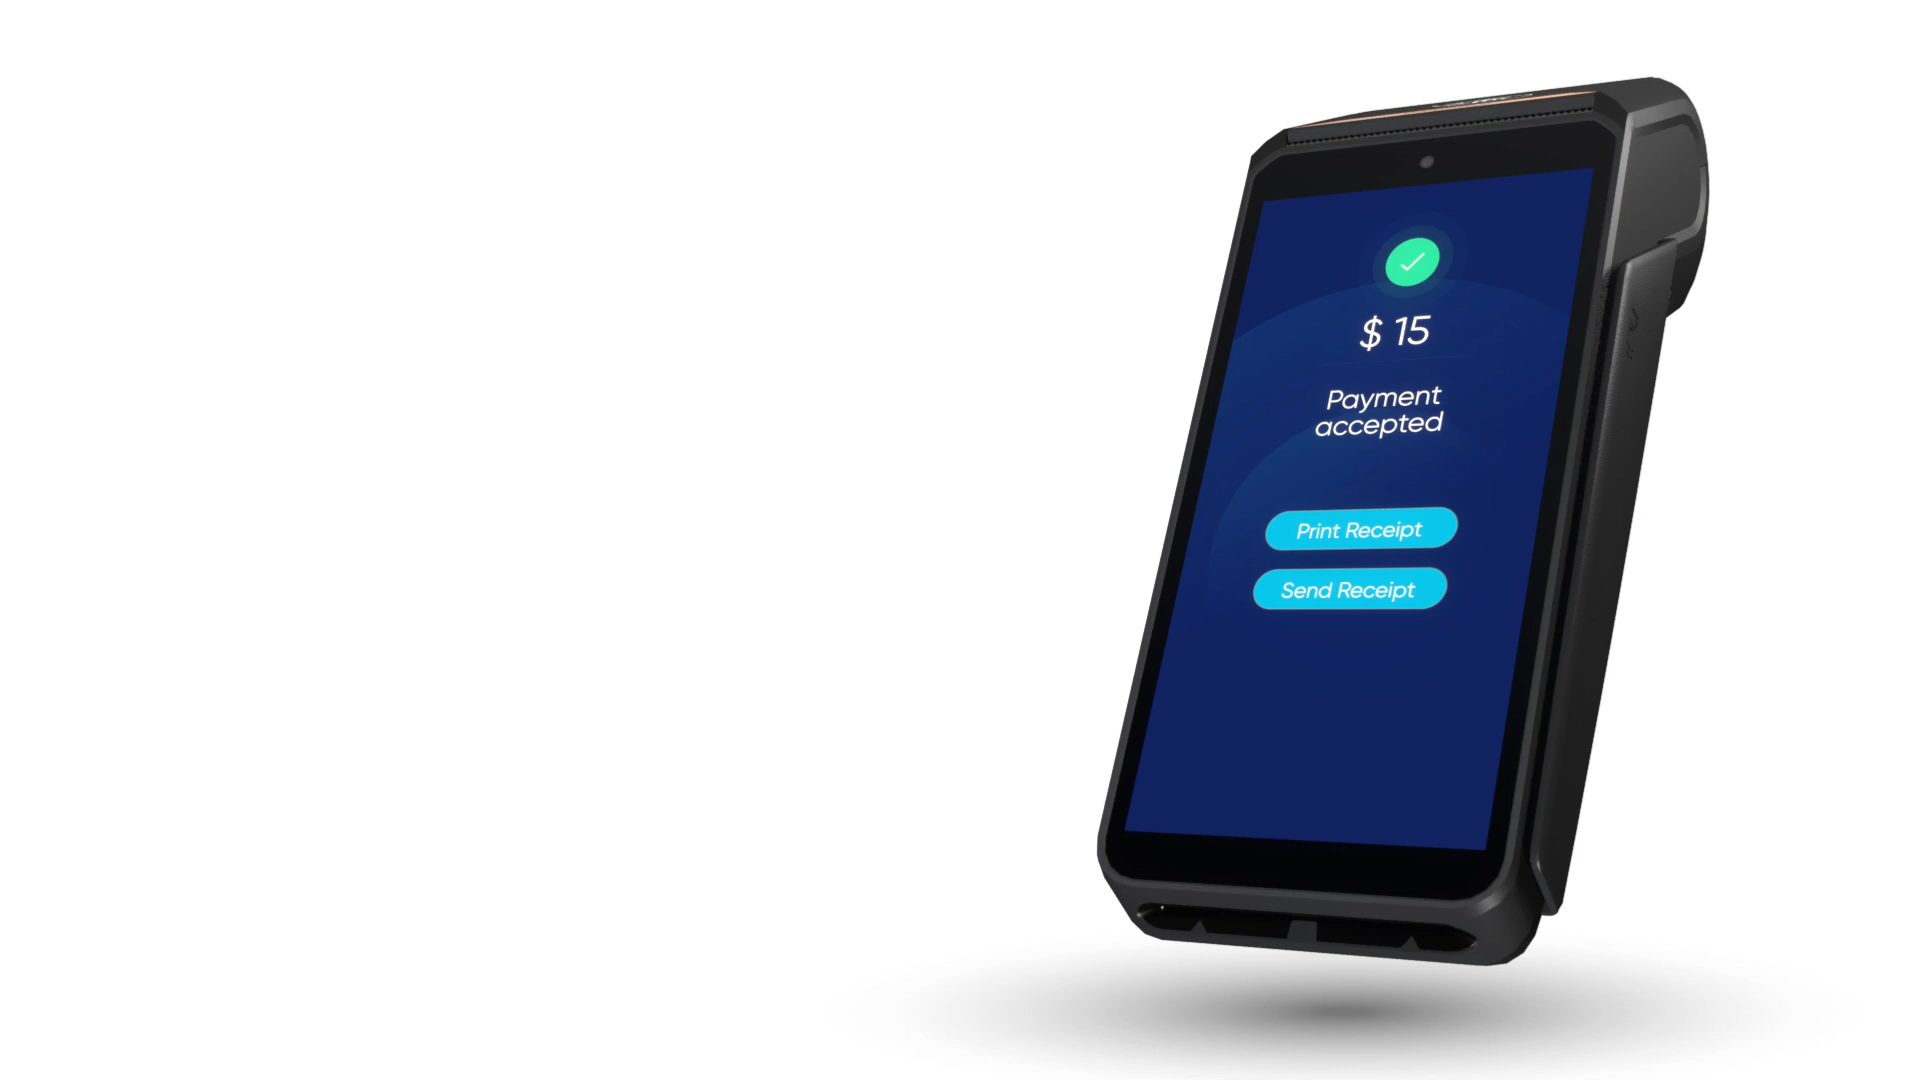 $ 15
Payment
accepted
Print Receipt
Send Receipt